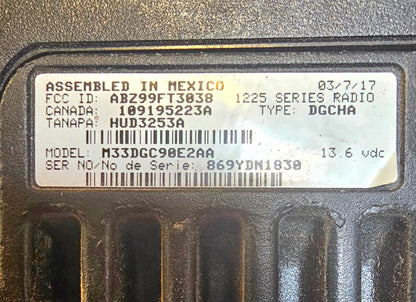 ASSEMBLED IN MEXICO 03/7/17
FCC ID: ABZ99FT3038 1225 SERIES RADIO
CANADA: 109195223A TYPE: DGCHA
TANAPA: HUD3253A
MODEL: M33DGC90E2AA 13.6 vdc
SER NO/No de Serie: 869YDN1830